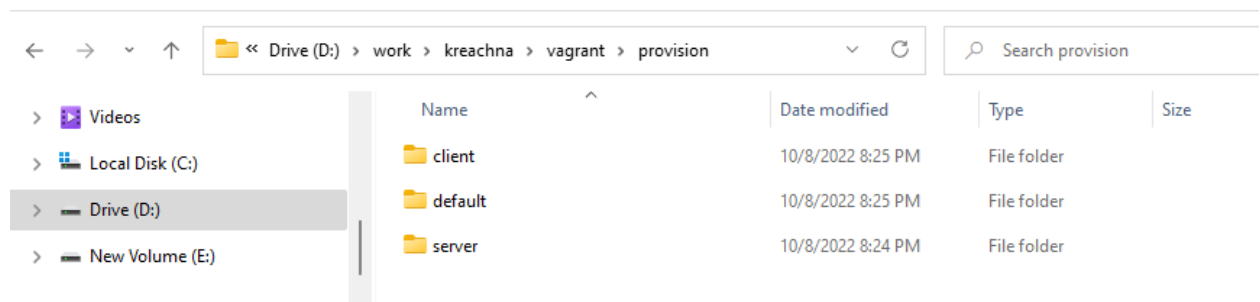 « Drive (D:) > work > kreachna > vagrant > provision Search provision
Name Date modified Type Size
Videos
client 10/8/2022 8:25 PM File folder
Local Disk (C:)
default 10/8/2022 8:25 PM File folder
Drive (D:)
server 10/8/2022 8:24 PM File folder
New Volume (E:)